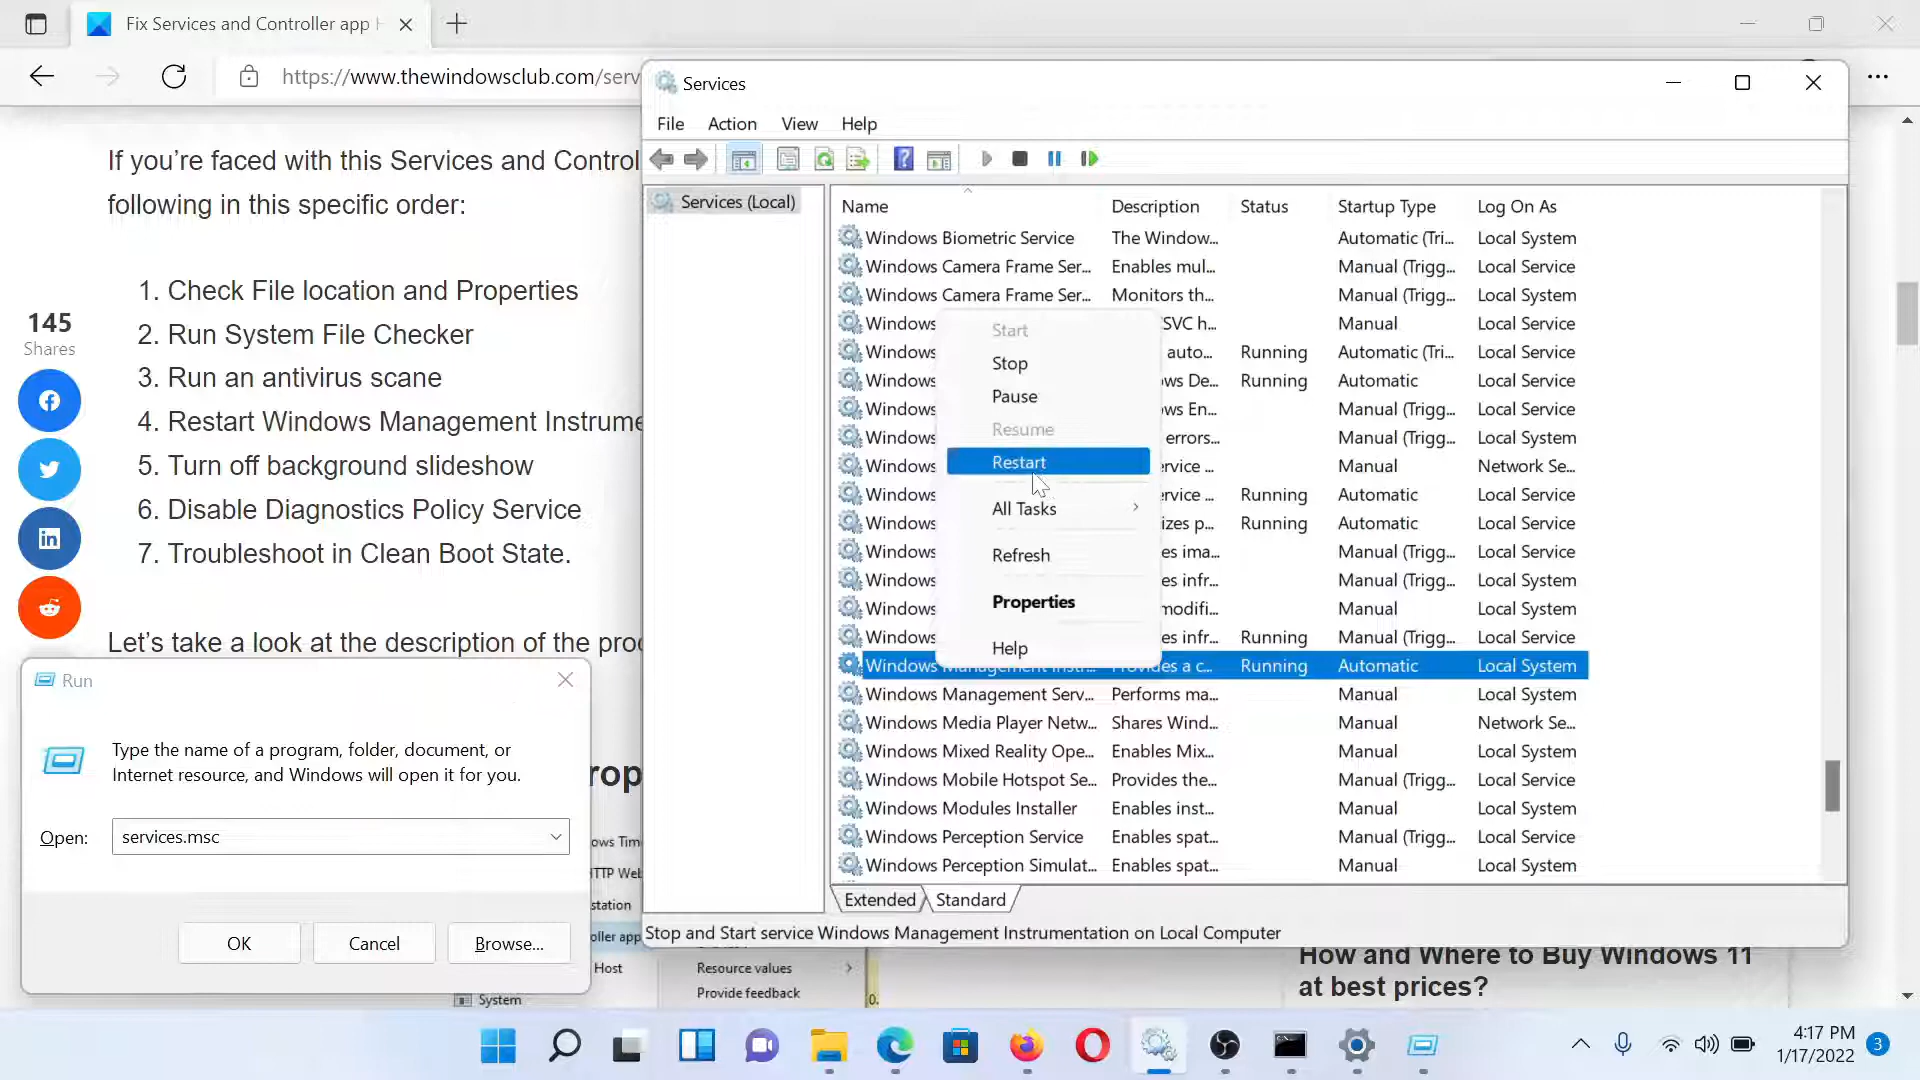 Fix Services and Controller app
https://www.thewindowsclub.com/serv
If you’re faced with this Services and Control
following in this specific order:
1. Check File location and Properties
2. Run System File Checker
3. Run an antivirus scane
4. Restart Windows Management Instrume
5. Turn off background slideshow
6. Disable Diagnostics Policy Service
7. Troubleshoot in Clean Boot State.
145
Shares
Let’s take a look at the description of the proc
rop
ows Tim
HTTP Web
station
oller app
Host
System
Resource values
Provide feedback
0.
How and Where to Buy Windows 11
at best prices?
Run
Type the name of a program, folder, document, or
Internet resource, and Windows will open it for you.
Open: services.msc
OK Cancel Browse...
Services
File Action View Help
Services (Local)
Name Description Status Startup Type Log On As
Windows Biometric Service The Window... Automatic (Tri... Local System
Windows Camera Frame Ser... Enables mul... Manual (Trigg... Local Service
Windows Camera Frame Ser... Monitors th... Manual (Trigg... Local System
Windows SVC h... Manual Local Service
Windows auto... Running Automatic (Tri... Local Service
Windows ws De... Running Automatic Local Service
Windows ws En... Manual (Trigg... Local Service
Windows errors... Manual (Trigg... Local System
Windows rvice ... Manual Network Se...
Windows ervice ... Running Automatic Local Service
Windows izes p... Running Automatic Local Service
Windows es ima... Manual (Trigg... Local Service
Windows es infr... Manual (Trigg... Local System
Windows modifi... Manual Local System
Windows es infr... Running Manual (Trigg... Local Service
Windows Management Instr... Provides a c... Running Automatic Local System
Windows Management Serv... Performs ma... Manual Local System
Windows Media Player Netw... Shares Wind... Manual Network Se...
Windows Mixed Reality Ope... Enables Mix... Manual Local System
Windows Mobile Hotspot Se... Provides the... Manual (Trigg... Local Service
Windows Modules Installer Enables inst... Manual Local System
Windows Perception Service Enables spat... Manual (Trigg... Local Service
Windows Perception Simulat... Enables spat... Manual Local System
Start
Stop
Pause
Resume
Restart
All Tasks
Refresh
Properties
Help
Extended Standard
Stop and Start service Windows Management Instrumentation on Local Computer
4:17 PM
1/17/2022
3